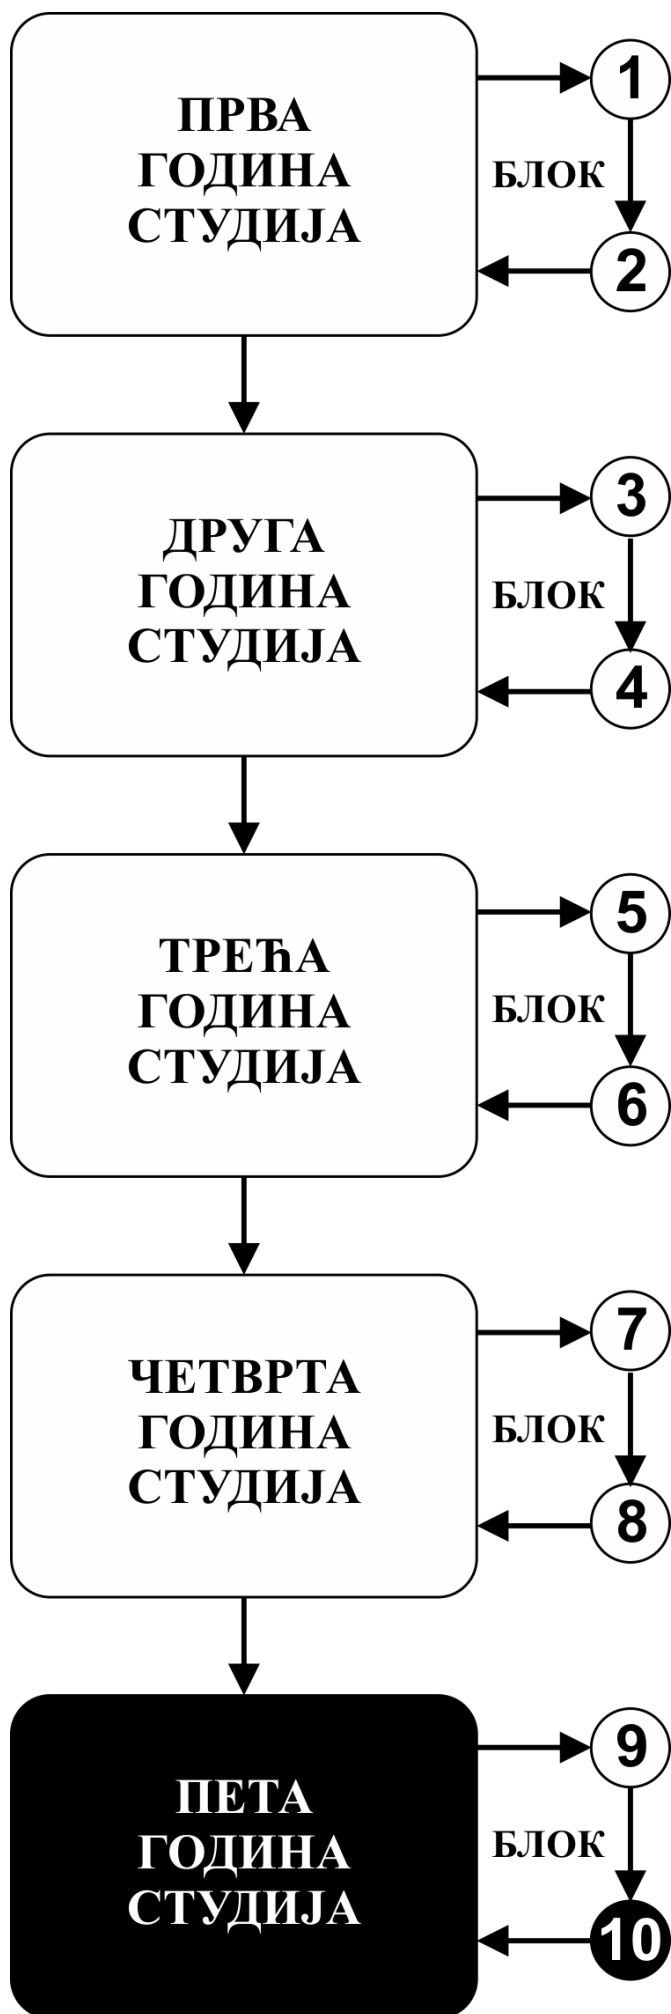 ПРВА
ГОДИНА
СТУДИЈА
1
БЛОК
2
ДРУГА
ГОДИНА
СТУДИЈА
3
БЛОК
4
ТРЕЋА
ГОДИНА
СТУДИЈА
5
БЛОК
6
ЧЕТВРТА
ГОДИНА
СТУДИЈА
7
БЛОК
8
ПЕТА
ГОДИНА
СТУДИЈА
9
БЛОК
10